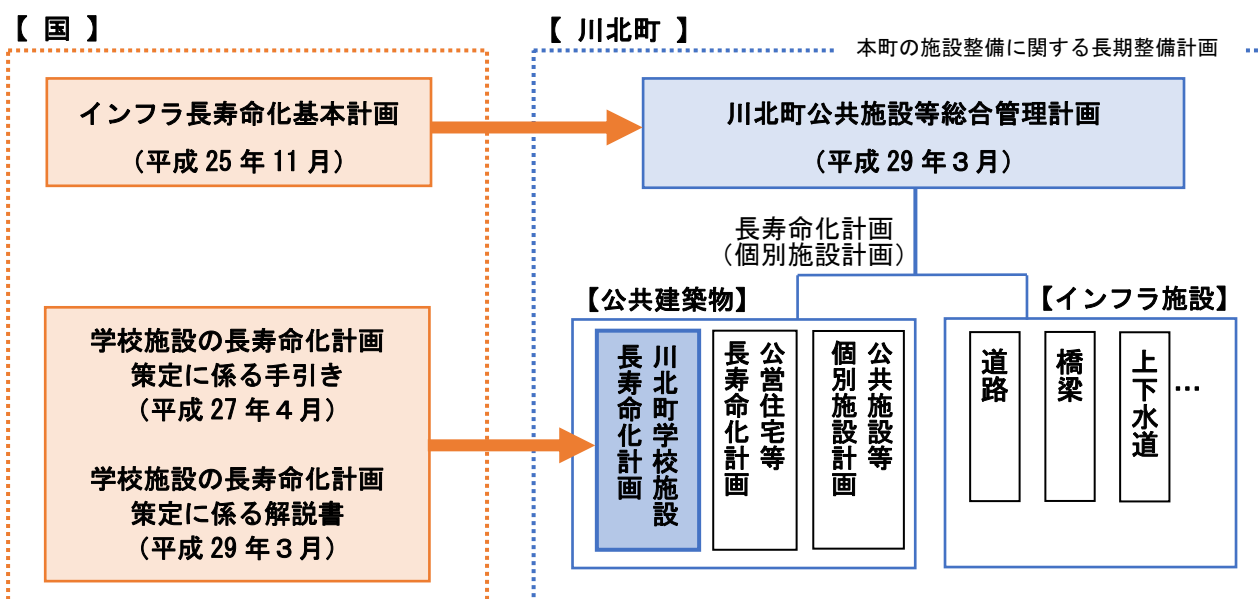 【 国 】
インフラ長寿命化基本計画
（平成 25 年 11 月）
学校施設の長寿命化計画
策定に係る手引き
（平成 27 年４月）
学校施設の長寿命化計画
策定に係る解説書
（平成 29 年３月）
【 川北町 】
本町の施設整備に関する長期整備計画
川北町公共施設等総合管理計画
（平成 29 年３月）
長寿命化計画
（個別施設計画）
【公共建築物】
川北町学校施設
長寿命化計画
公営住宅等
長寿命化計画
公共施設等
個別施設計画
【インフラ施設】
道路
橋梁
上下水道
…